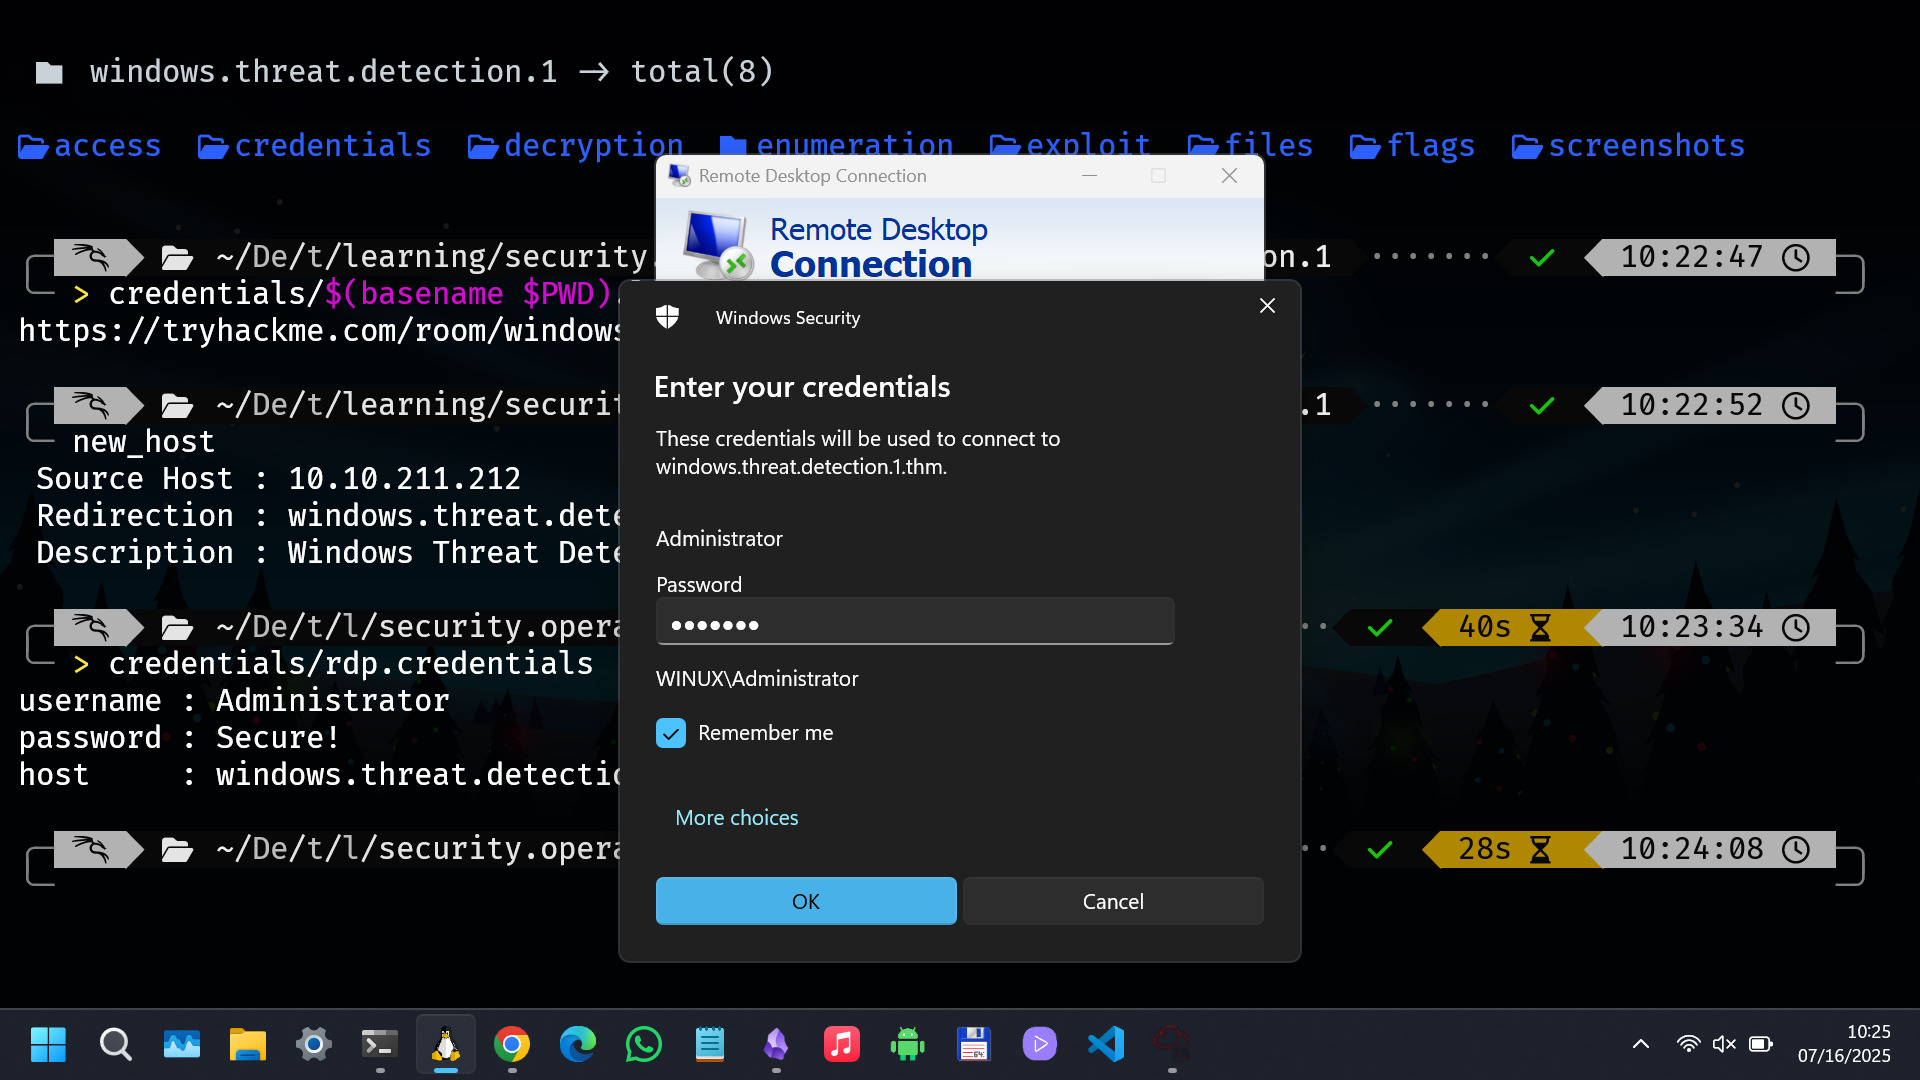 windows.threat.detection.1 → total(8)
access credentials decryption enumeration exploit files flags screenshots
Remote Desktop Connection
Remote Desktop
Connection
~/De/t/learning/security. on.1 10:22:47
> credentials/$(basename $PWD).
https://tryhackme.com/room/windows
Windows Security
Enter your credentials
These credentials will be used to connect to
windows.threat.detection.1.thm.
~/De/t/learning/securit .1 10:22:52
new_host
Source Host : 10.10.211.212
Redirection : windows.threat.dete
Description : Windows Threat Dete
Administrator
Password
•••••••
WINUX\Administrator
Remember me
More choices
OK Cancel
~/De/t/l/security.opera 40s 10:23:34
> credentials/rdp.credentials
username : Administrator
password : Secure!
host : windows.threat.detectio
~/De/t/l/security.opera 28s 10:24:08
64
10:25
07/16/2025